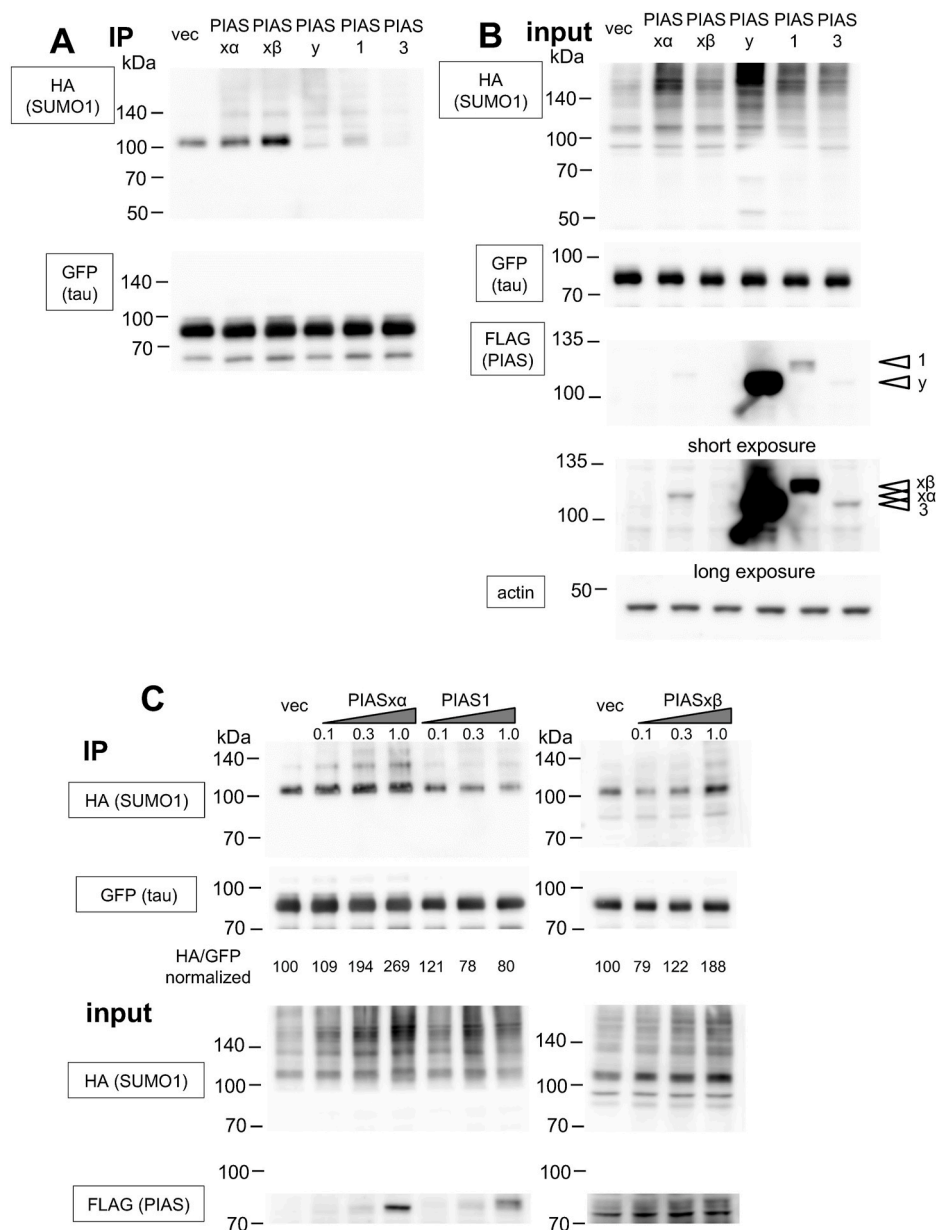 A IP vec PIAS xα PIAS xβ PIAS y PIAS 1 PIAS 3
kDa
HA
(SUMO1)
140
100
70
50
GFP
(tau)
140
100
70
B input vec PIAS xα PIAS xβ PIAS y PIAS 1 PIAS 3
kDa
HA
(SUMO1)
140
100
70
50
GFP
(tau)
100
70
FLAG
(PIAS)
135
100
1
y
short exposure
135
100
xβ
xα
3
long exposure
actin
50
C
vec PIASxα PIAS1
kDa 0.1 0.3 1.0 0.1 0.3 1.0
vec PIASxβ
kDa 0.1 0.3 1.0
IP
HA (SUMO1)
140 140
100 100
70 70
GFP (tau)
100 100
70 70
HA/GFP
normalized
100 109 194 269 121 78 80 100 79 122 188
input
HA (SUMO1)
140 140
100 100
70 70
FLAG (PIAS)
100 100
70 70